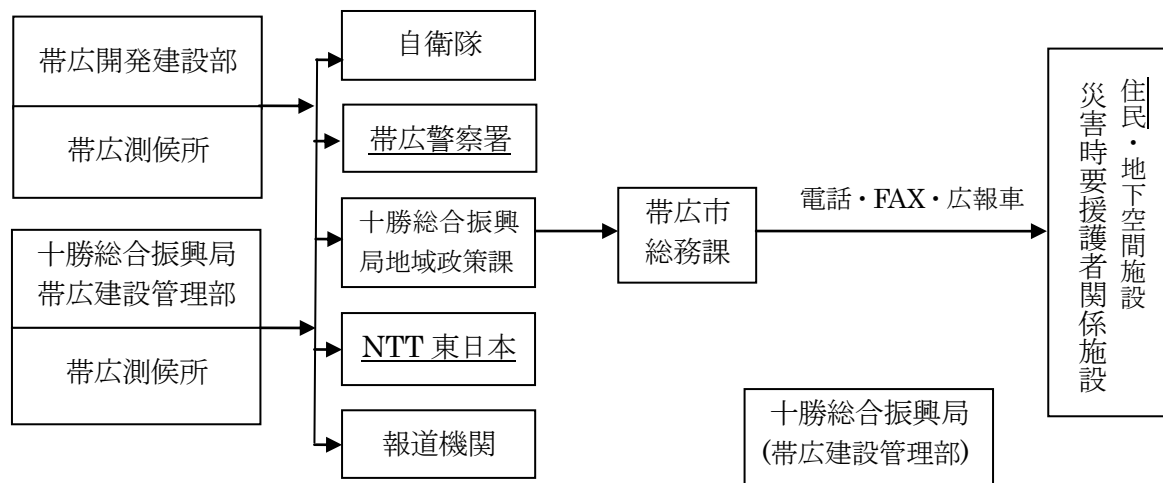 帯広開発建設部
帯広測候所
十勝総合振興局
帯広建設管理部
帯広測候所
自衛隊
帯広警察署
十勝総合振興
局地域政策課
NTT 東日本
報道機関
帯広市
総務課
電話・FAX・広報車
住民・地下空間施設
災害時要援護者関係施設
十勝総合振興局
(帯広建設管理部)